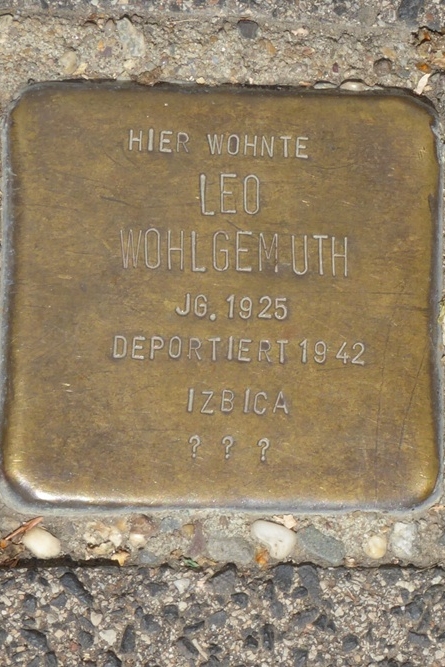 HIER WOHNTE
LEO
WOHLGEMUTH
JG. 1925
DEPORTIERT 1942
IZBICA
? ? ?